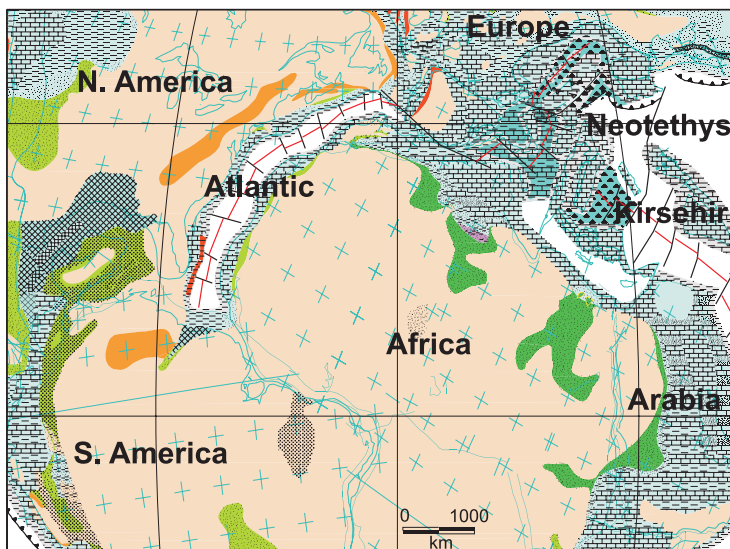 Europe
N. America
Neotethys
Atlantic
Kirsehir
Africa
Arabia
S. America
0 1000
km